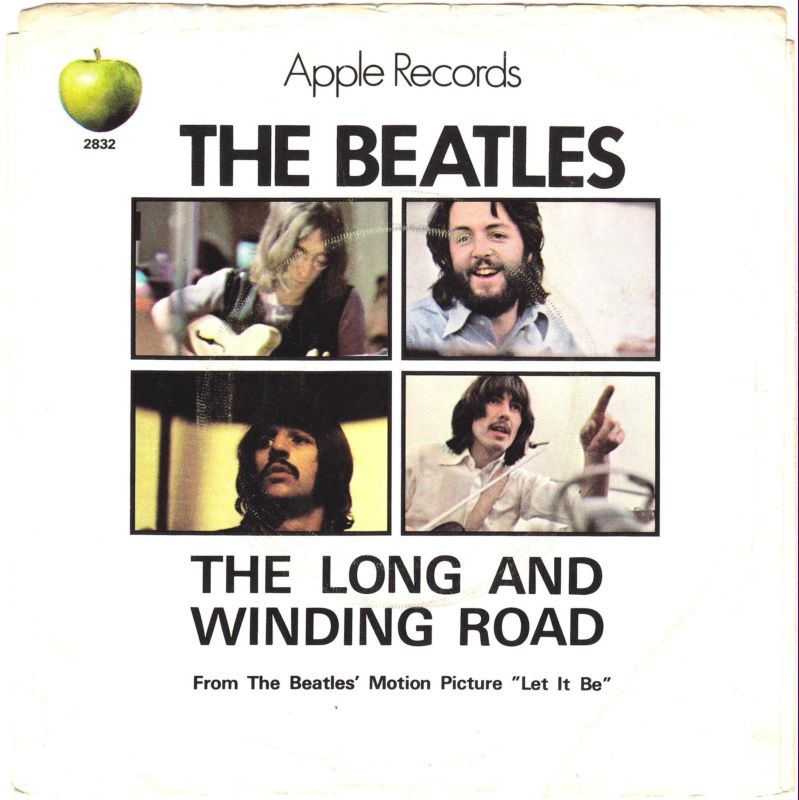 Apple Records
2832
THE BEATLES
THE LONG AND
WINDING ROAD
From The Beatles' Motion Picture "Let It Be"